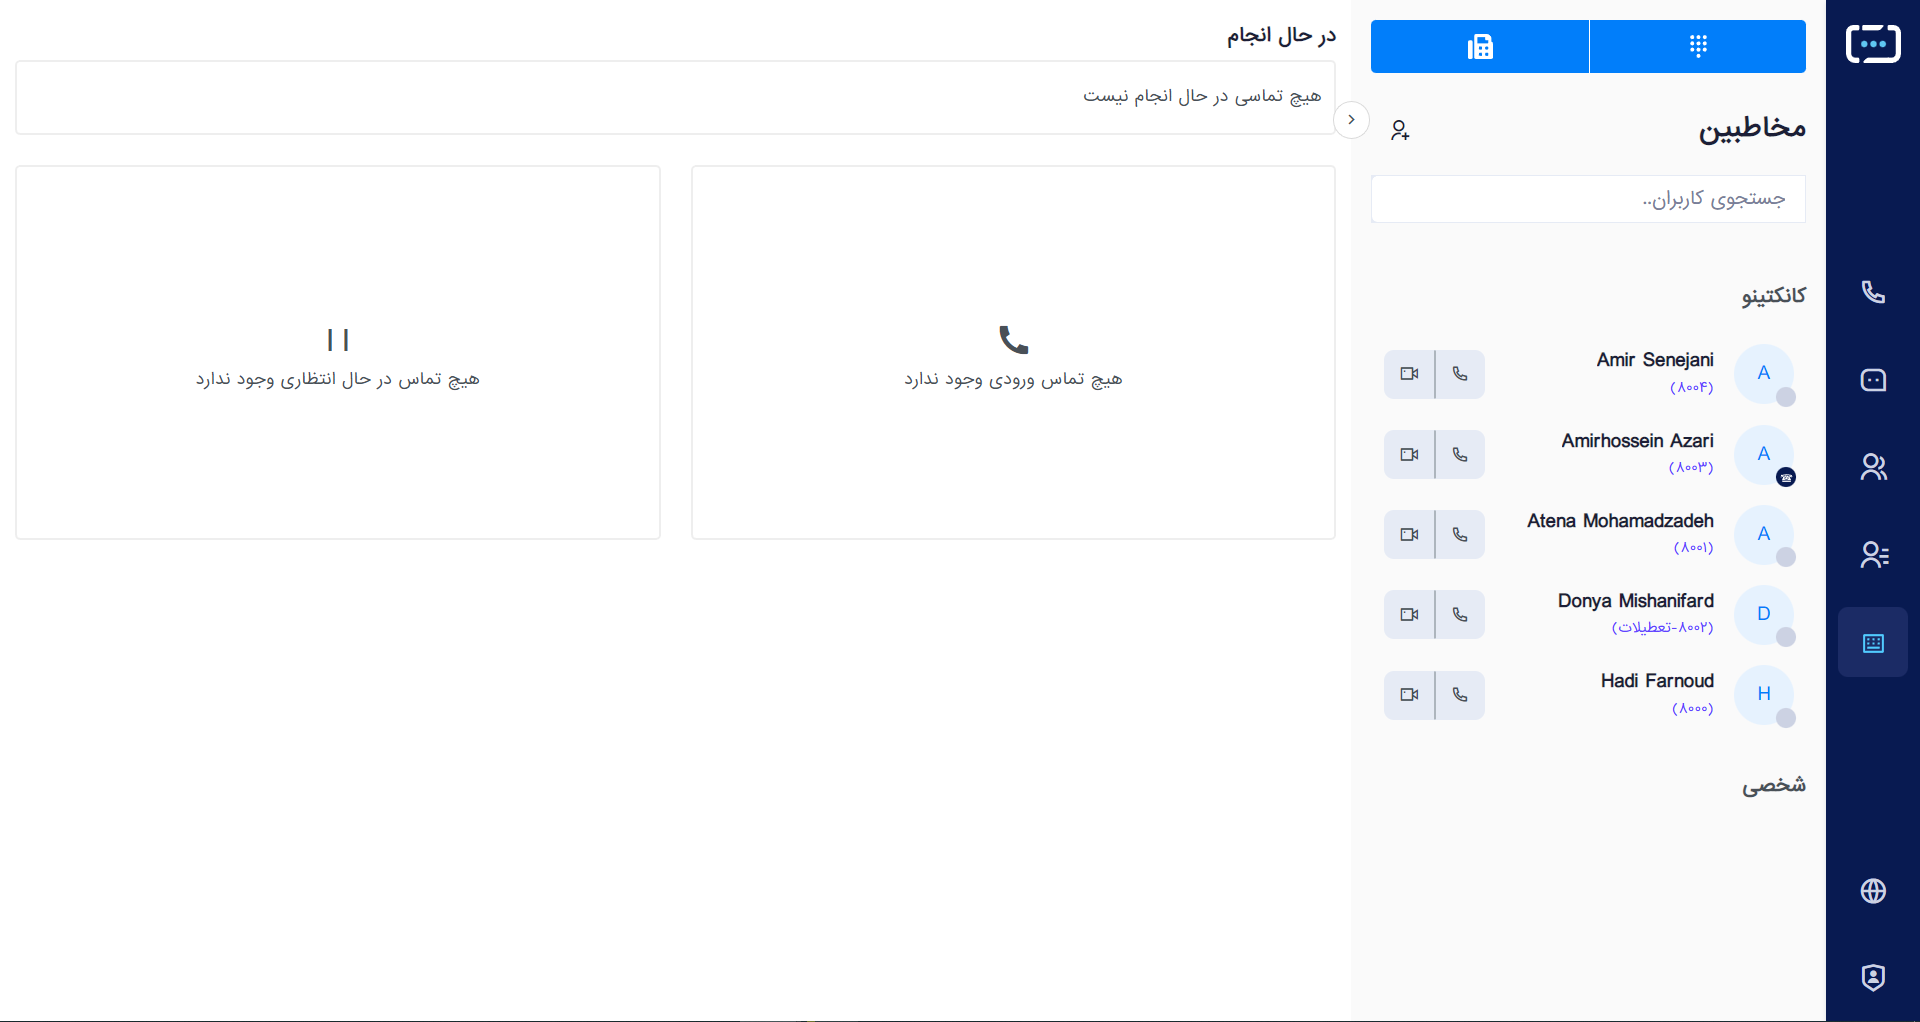 مخاطبین
جستجوی کاربران..
کانکتینو
A
Amir Senejani
(۸۰۰۴)
A
Amirhossein Azari
(۸۰۰۳)
A
Atena Mohamadzadeh
(۸۰۰۱)
D
Donya Mishanifard
(۸۰۰۲-تعطیلات)
H
Hadi Farnoud
(۸۰۰۰)
شخصی
در حال انجام
هیچ تماسی در حال انجام نیست
هیچ تماس ورودی وجود ندارد
هیچ تماس در حال انتظاری وجود ندارد